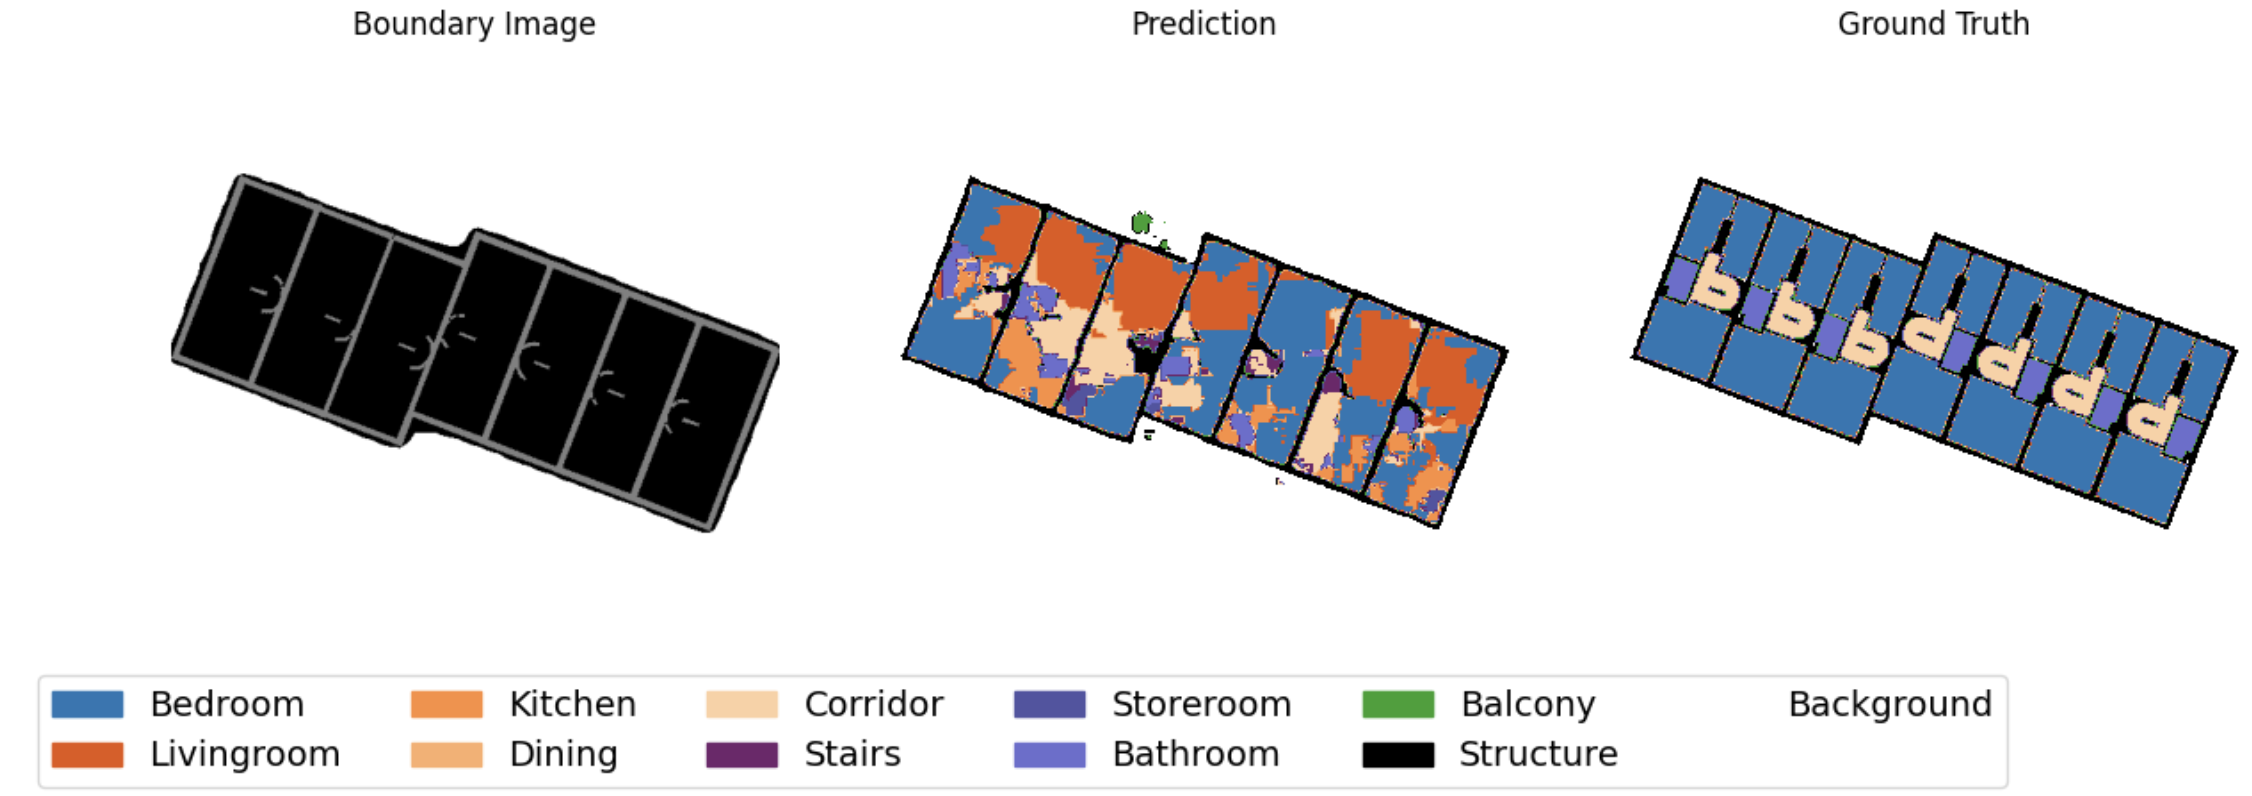 Boundary Image Prediction Ground Truth
Bedroom Kitchen Corridor Storeroom Balcony Background
Livingroom Dining Stairs Bathroom Structure